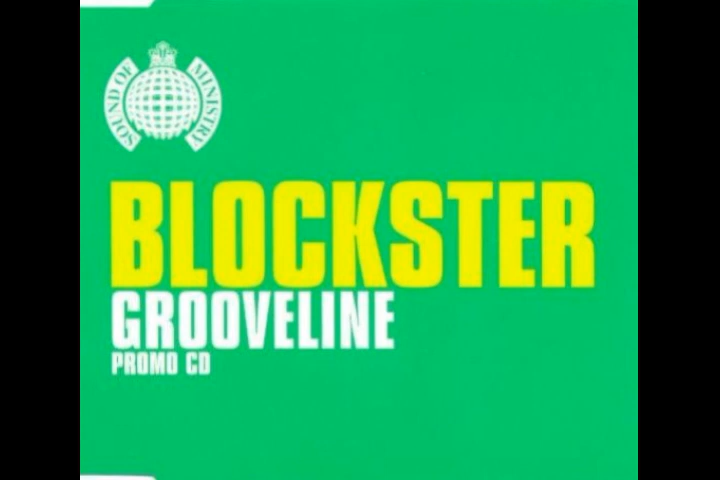 SOUND OF
MINISTRY
BLOCKSTER
GROOVELINE
PROMO CD